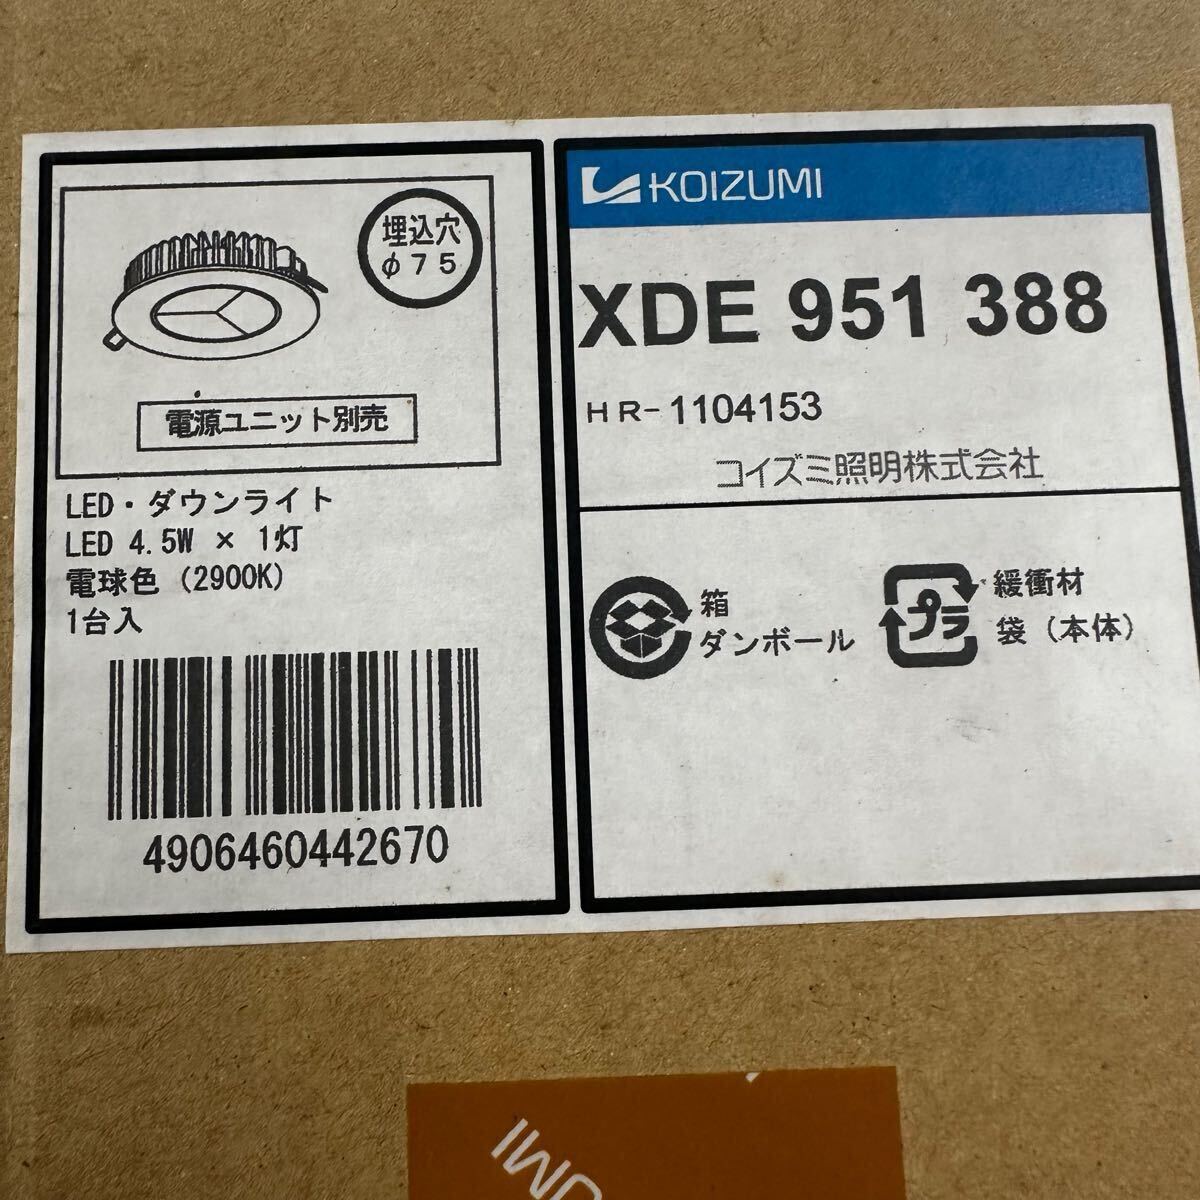 埋込穴
φ75
電源ユニット別売
LED・ダウンライト
LED 4.5W × 1灯
電球色 (2900K)
1台入
4906460442670
KOIZUMI
XDE 951 388
HR-1104153
コイズミ照明株式会社
箱
ダンボール
プラ
緩衝材
袋（本体）
UMI